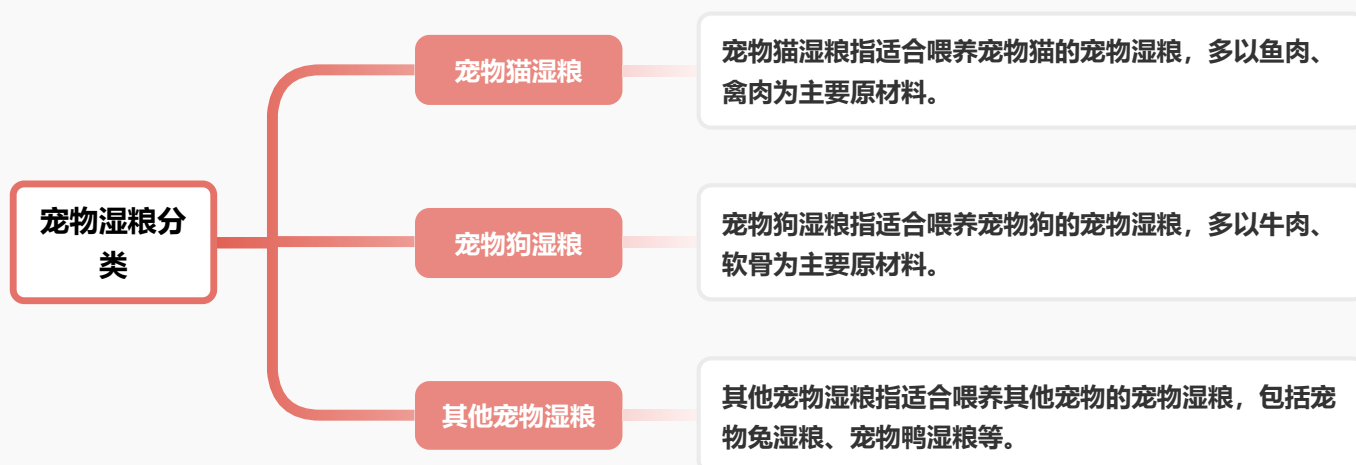 宠物猫湿粮
宠物猫湿粮指适合喂养宠物猫的宠物湿粮，多以鱼肉、
禽肉为主要原材料。
宠物湿粮分
类
宠物狗湿粮
宠物狗湿粮指适合喂养宠物狗的宠物湿粮，多以牛肉、
软骨为主要原材料。
其他宠物湿粮
其他宠物湿粮指适合喂养其他宠物的宠物湿粮，包括宠
物兔湿粮、宠物鸭湿粮等。